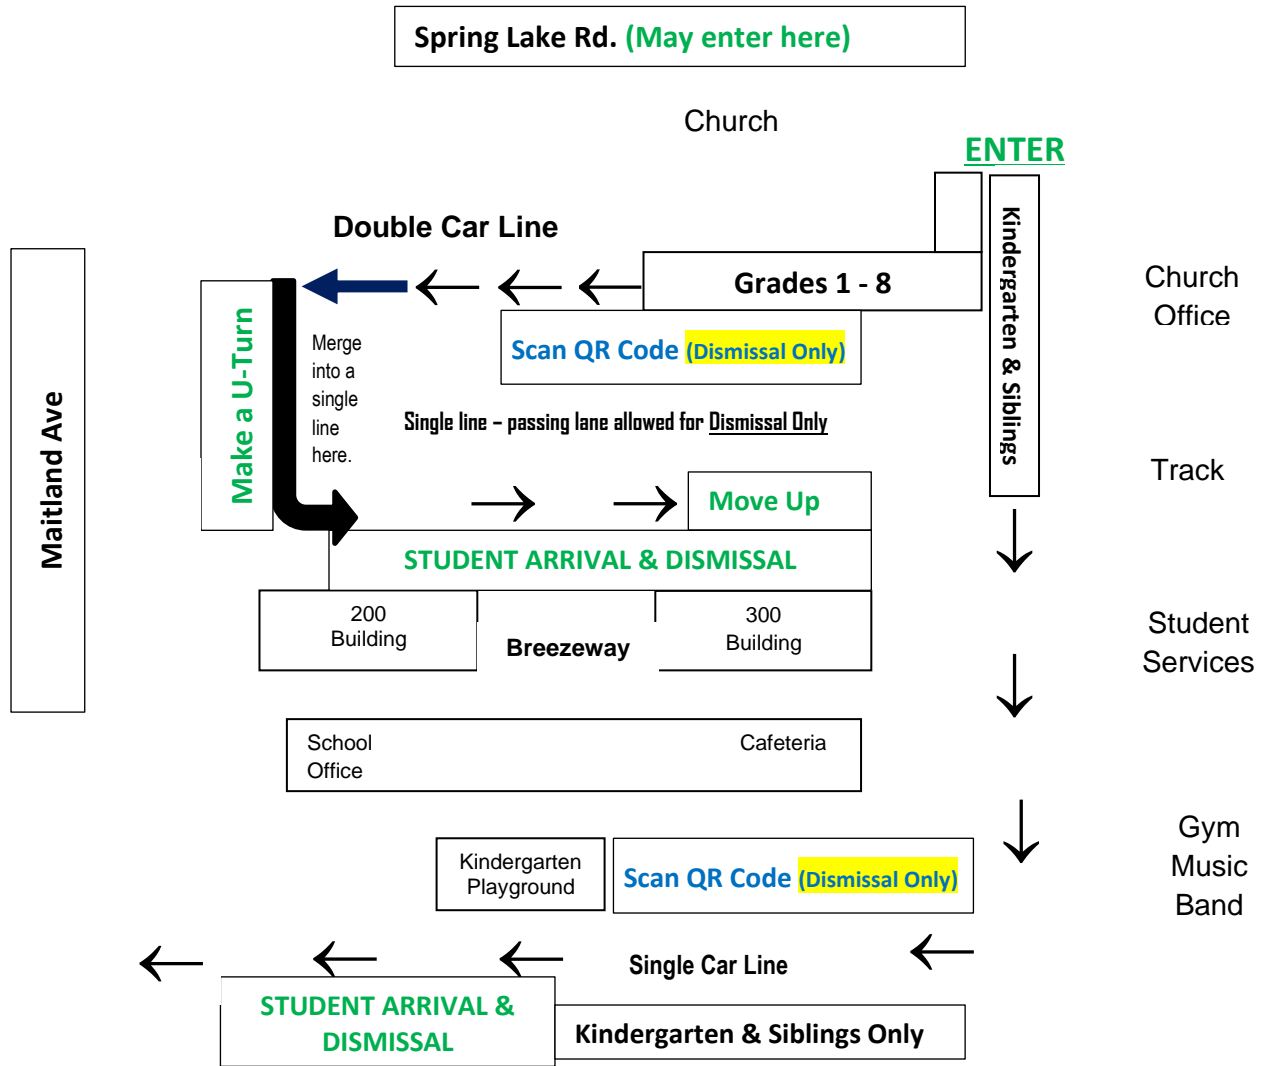 Spring Lake Rd. (May enter here)
Church
ENTER
Kindergarten & Siblings
Double Car Line
Grades 1 - 8
Church
Office
Scan QR Code (Dismissal Only)
Make a U-Turn
Merge
into a
single
line
here.
Maitland Ave
Single line – passing lane allowed for Dismissal Only
Track
Move Up
STUDENT ARRIVAL & DISMISSAL
200
Building
Breezeway
300
Building
Student
Services
School
Office
Cafeteria
Gym
Music
Band
Kindergarten
Playground
Scan QR Code (Dismissal Only)
Single Car Line
STUDENT ARRIVAL &
DISMISSAL
Kindergarten & Siblings Only